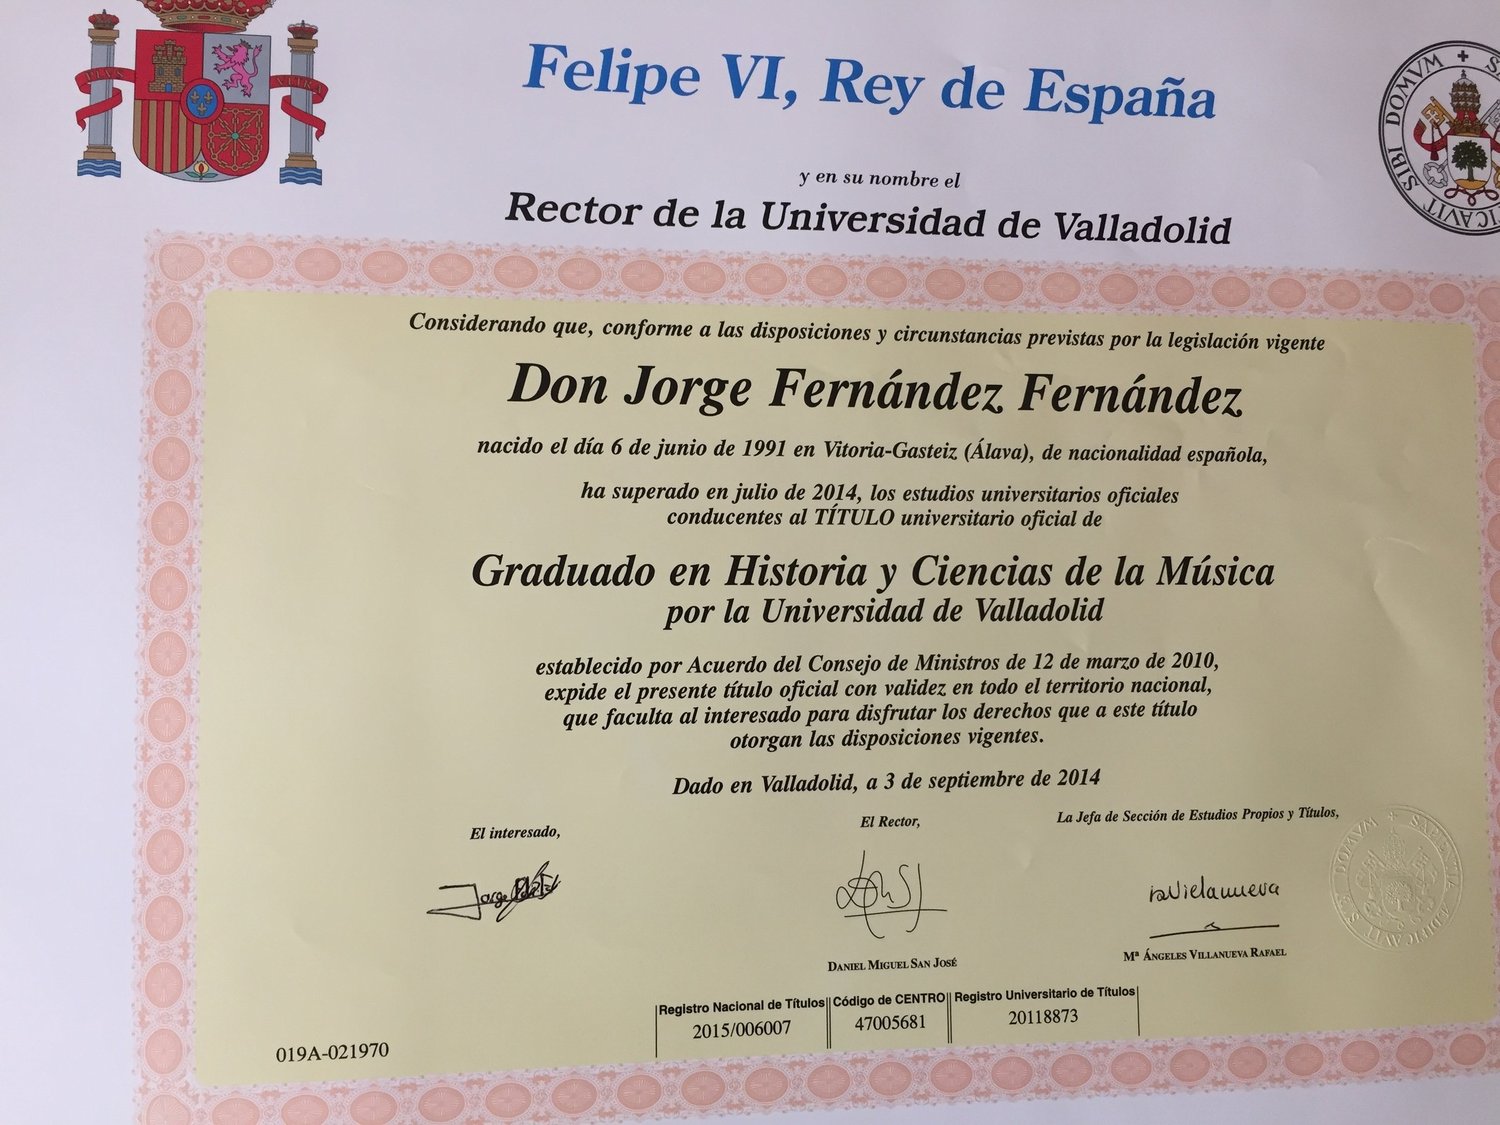 PLVS
VLTRA
Felipe VI, Rey de España
y en su nombre el
Rector de la Universidad de Valladolid
SIBI DOMVM
Considerando que, conforme a las disposiciones y circunstancias previstas por la legislación vigente
Don Jorge Fernández Fernández
nacido el día 6 de junio de 1991 en Vitoria-Gasteiz (Álava), de nacionalidad española,
ha superado en julio de 2014, los estudios universitarios oficiales
conducentes al TÍTULO universitario oficial de
Graduado en Historia y Ciencias de la Música
por la Universidad de Valladolid
establecido por Acuerdo del Consejo de Ministros de 12 de marzo de 2010,
expide el presente título oficial con validez en todo el territorio nacional,
que faculta al interesado para disfrutar los derechos que a este título
otorgan las disposiciones vigentes.
Dado en Valladolid, a 3 de septiembre de 2014
El interesado,
El Rector,
La Jefa de Sección de Estudios Propios y Títulos,
Jorge
DANIEL MIGUEL SAN JOSÉ
Mª ÁNGELES VILLANUEVA RAFAEL
Registro Nacional de Títulos Código de CENTRO Registro Universitario de Títulos
2015/006007 47005681 20118873
019A-021970